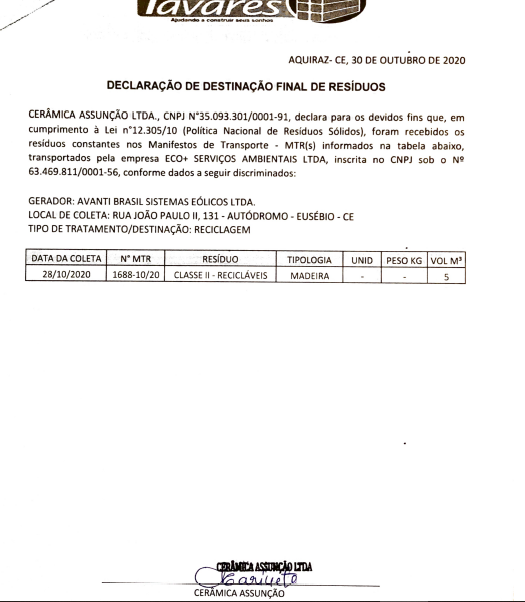 Tavares
Ajudando a construir seus sonhos
AQUIRAZ- CE, 30 DE OUTUBRO DE 2020
DECLARAÇÃO DE DESTINAÇÃO FINAL DE RESÍDUOS
CERÂMICA ASSUNÇÃO LTDA., CNPJ N°35.093.301/0001-91, declara para os devidos fins que, em
cumprimento à Lei n°12.305/10 (Política Nacional de Resíduos Sólidos), foram recebidos os
resíduos constantes nos Manifestos de Transporte - MTR(s) informados na tabela abaixo,
transportados pela empresa ECO+ SERVIÇOS AMBIENTAIS LTDA, inscrita no CNPJ sob o Nº
63.469.811/0001-56, conforme dados a seguir discriminados:
GERADOR: AVANTI BRASIL SISTEMAS EÓLICOS LTDA.
LOCAL DE COLETA: RUA JOÃO PAULO II, 131 - AUTÓDROMO - EUSÉBIO - CE
TIPO DE TRATAMENTO/DESTINAÇÃO: RECICLAGEM
DATA DA COLETA N° MTR RESÍDUO TIPOLOGIA UNID PESO KG VOL M³
28/10/2020 1688-10/20 CLASSE II - RECICLÁVEIS MADEIRA - - 5
CERÂMICA ASSUNÇÃO LTDA
CERÂMICA ASSUNÇÃO